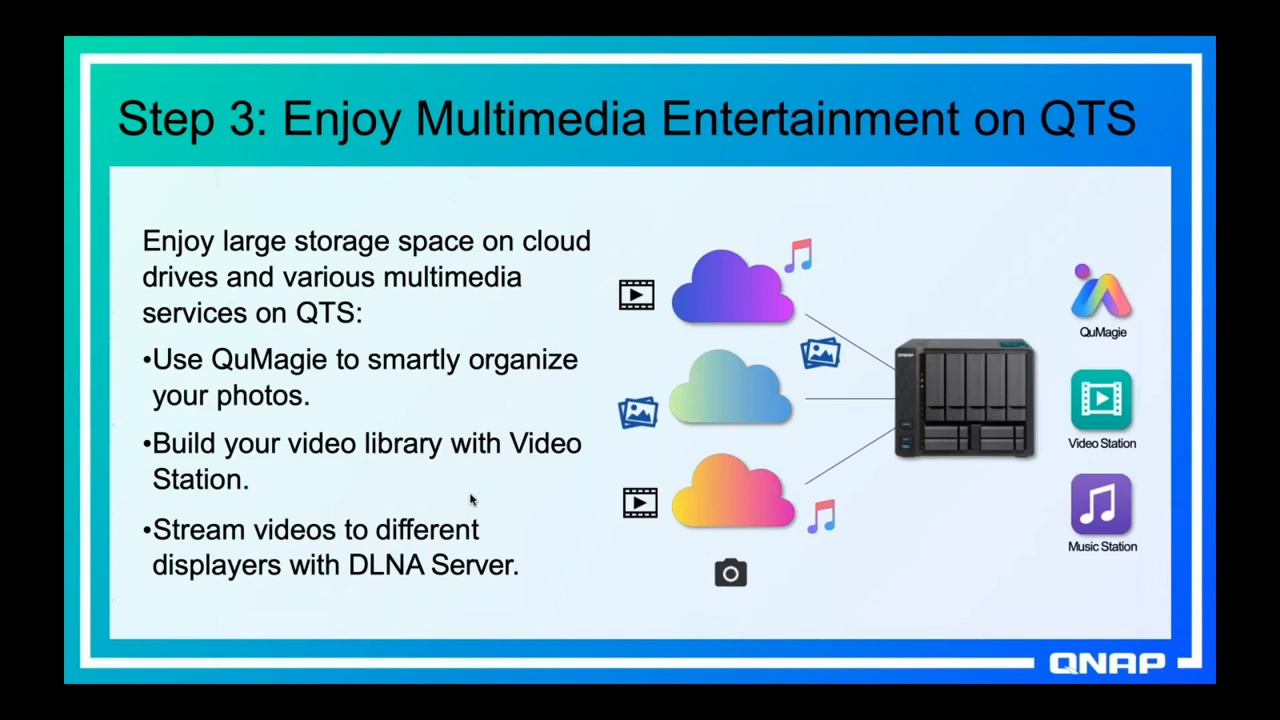 Step 3: Enjoy Multimedia Entertainment on QTS
Enjoy large storage space on cloud
drives and various multimedia
services on QTS:
•Use QuMagie to smartly organize
your photos.
•Build your video library with Video
Station.
•Stream videos to different
displayers with DLNA Server.
QNAP
QuMagie
Video Station
Music Station
QNAP